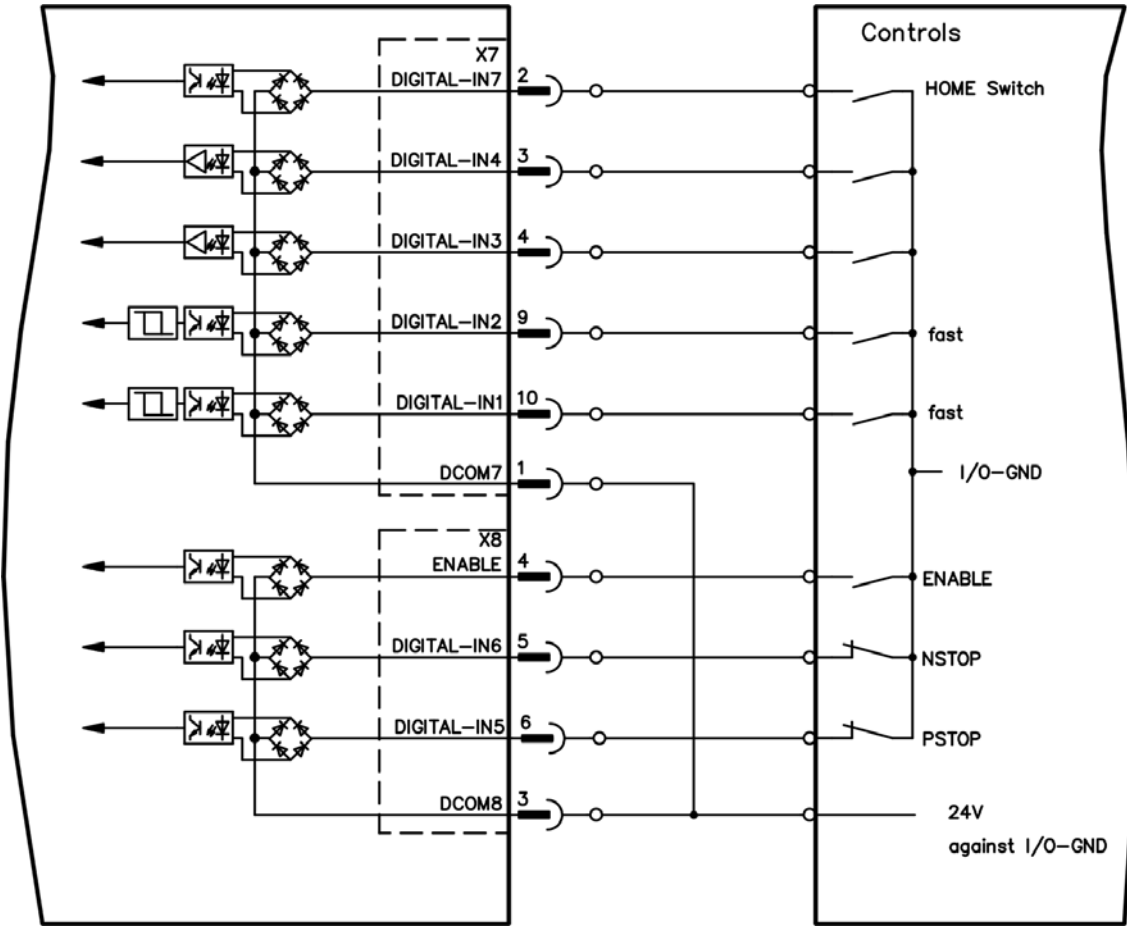 Controls
X7
DIGITAL-IN7 2 HOME Switch
DIGITAL-IN4 3
DIGITAL-IN3 4
DIGITAL-IN2 9 fast
DIGITAL-IN1 10 fast
DCOM7 1 I/O-GND
X8
ENABLE 4 ENABLE
DIGITAL-IN6 5 NSTOP
DIGITAL-IN5 6 PSTOP
DCOM8 3 24V
against I/O-GND